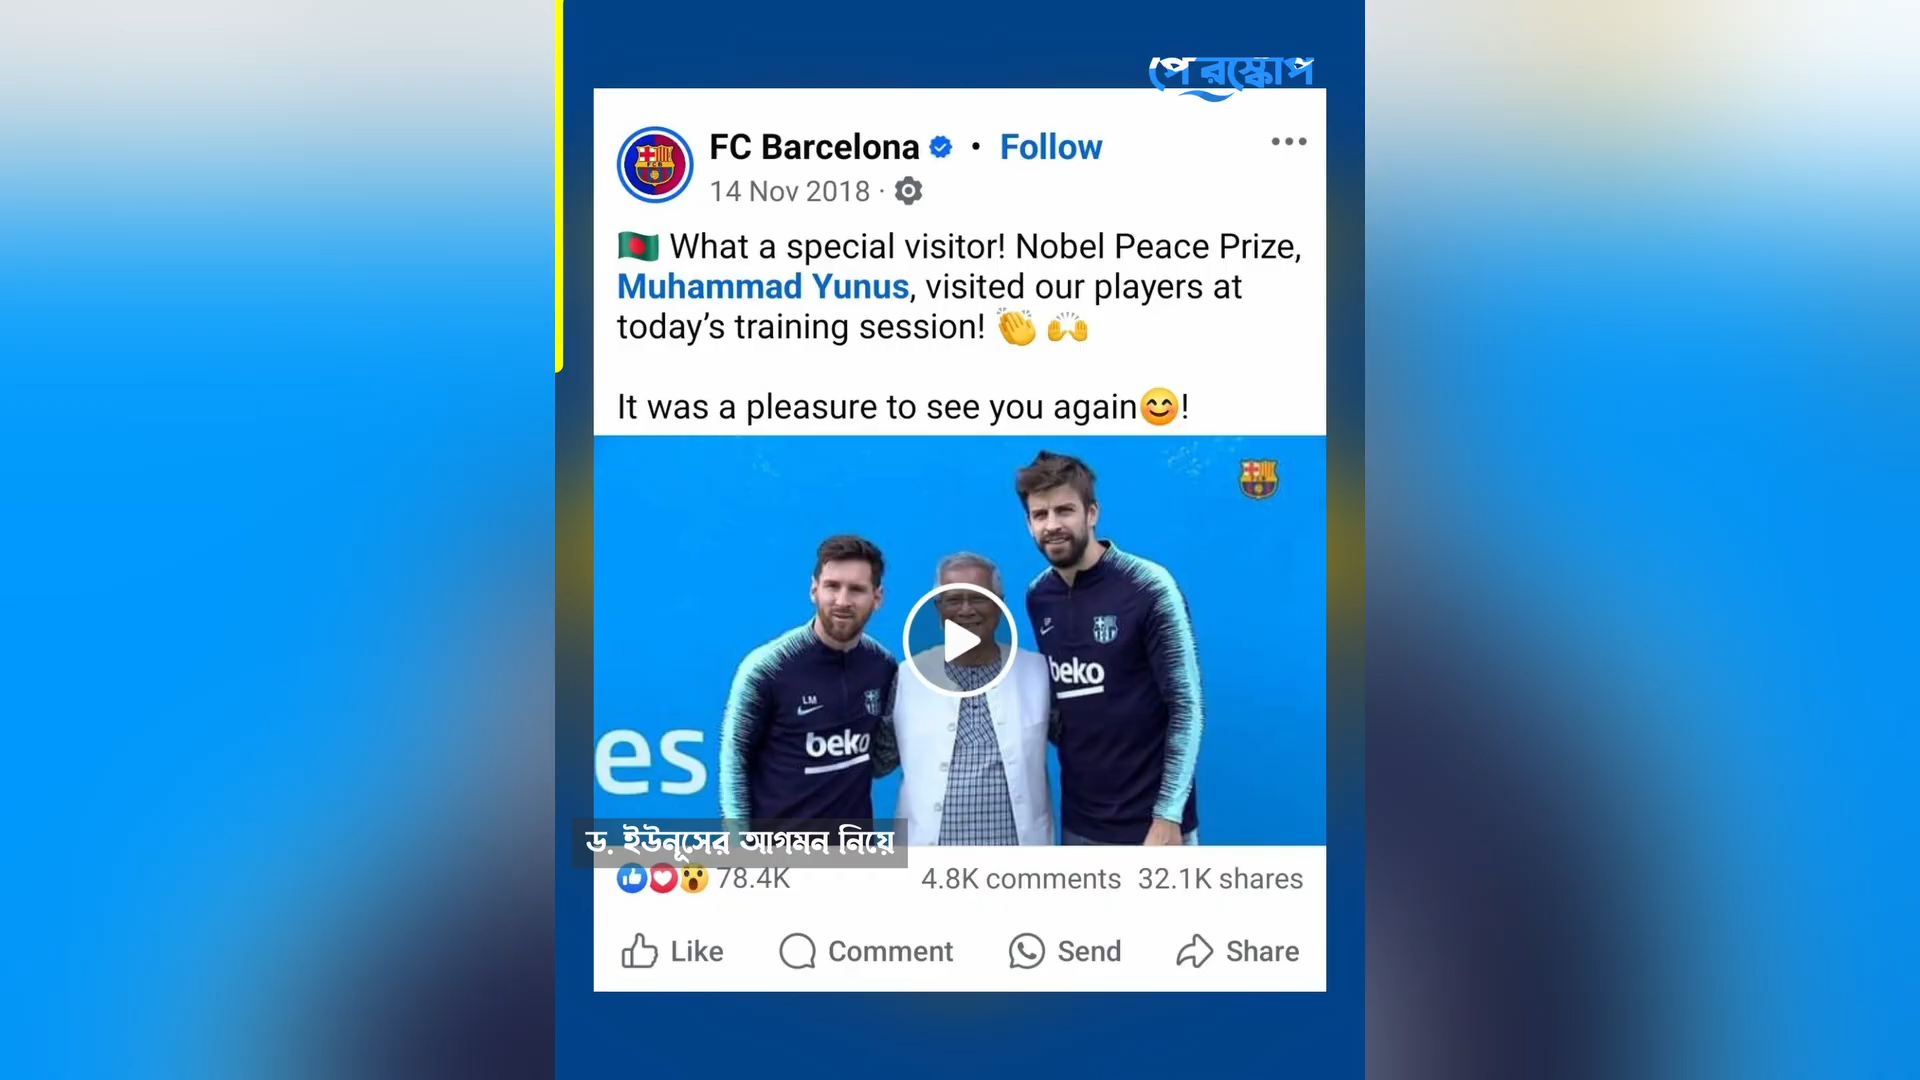 পেরিস্কোপ
FC Barcelona • Follow
14 Nov 2018 ·
🇧🇩 What a special visitor! Nobel Peace Prize,
Muhammad Yunus, visited our players at
today’s training session! 👏 🙌
It was a pleasure to see you again😊!
FCB
LM
beko
beko
es
ড. ইউনূসের আগমন নিয়ে
78.4K 4.8K comments 32.1K shares
Like Comment Send Share